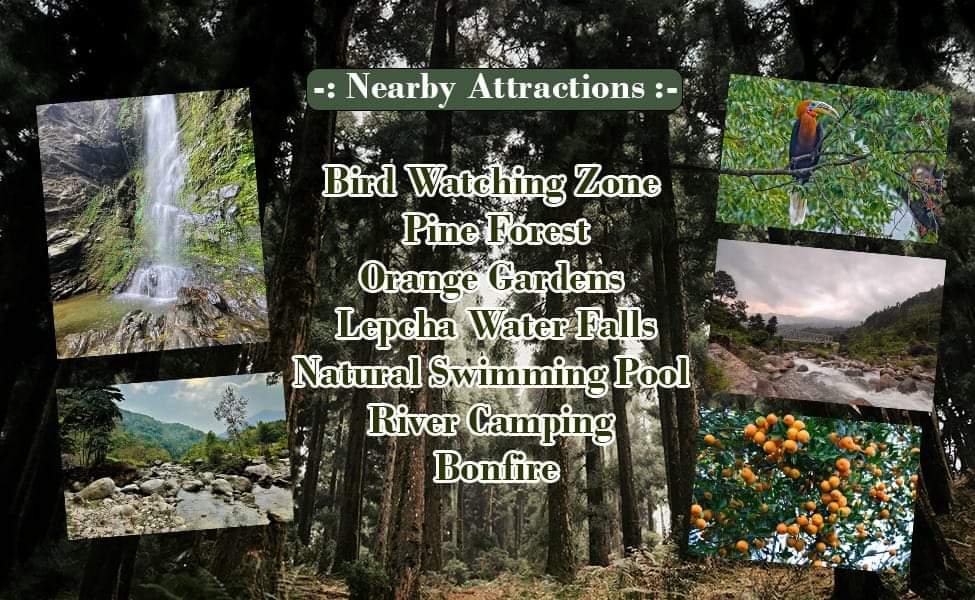 -: Nearby Attractions :-
Bird Watching Zone
Pine Forest
Orange Gardens
Lepcha Water Falls
Natural Swimming Pool
River Camping
Bonfire